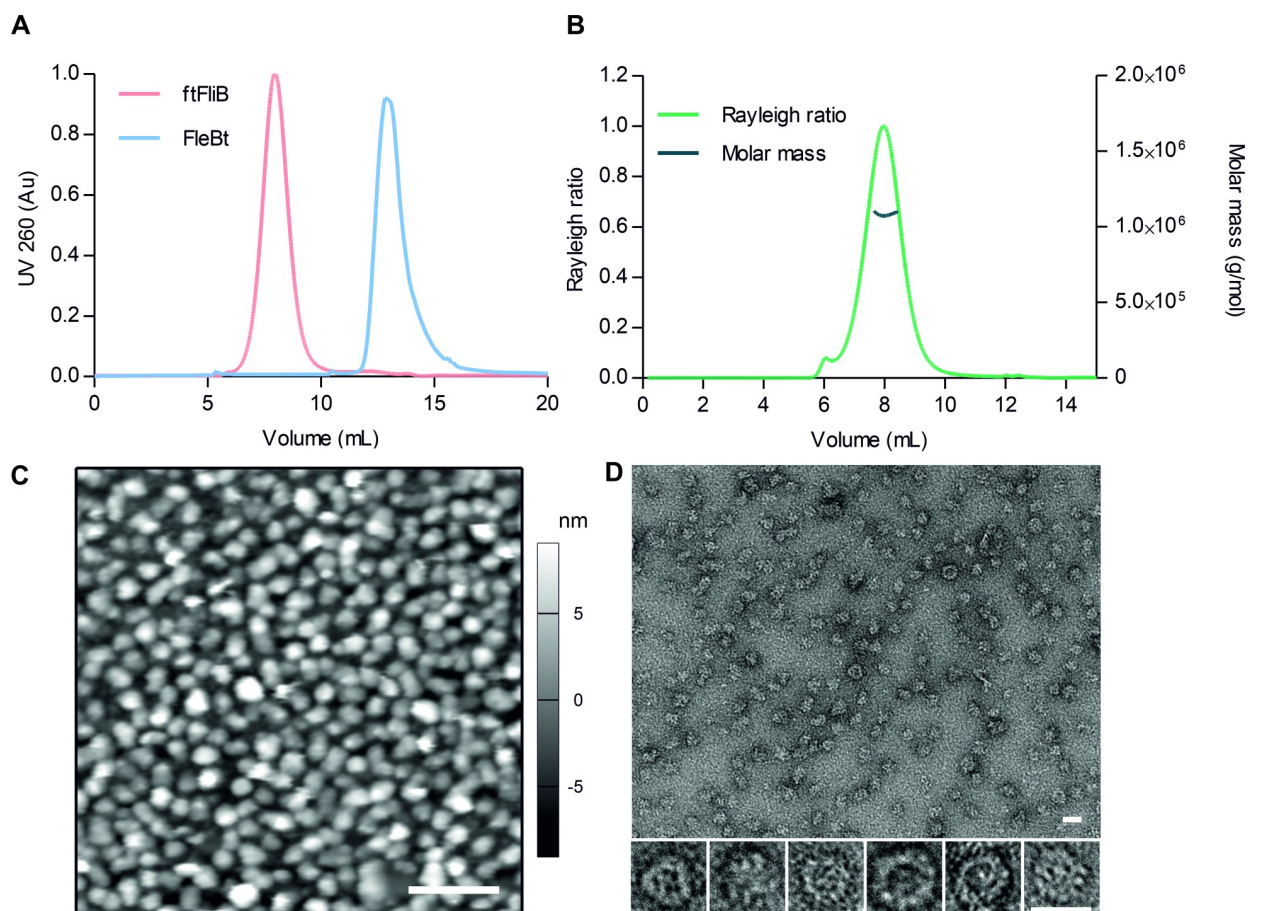 A
UV 260 (Au)
1.0
0.8
0.6
0.4
0.2
0.0
0 5 10 15 20
Volume (mL)
ftFliB
FleBt
B
Rayleigh ratio
1.2
1.0
0.8
0.6
0.4
0.2
0.0
0 2 4 6 8 10 12 14
Volume (mL)
Rayleigh ratio
Molar mass
2.0×10⁶
1.5×10⁶
1.0×10⁶
5.0×10⁵
0
Molar mass (g/mol)
C
nm
5
0
-5
D